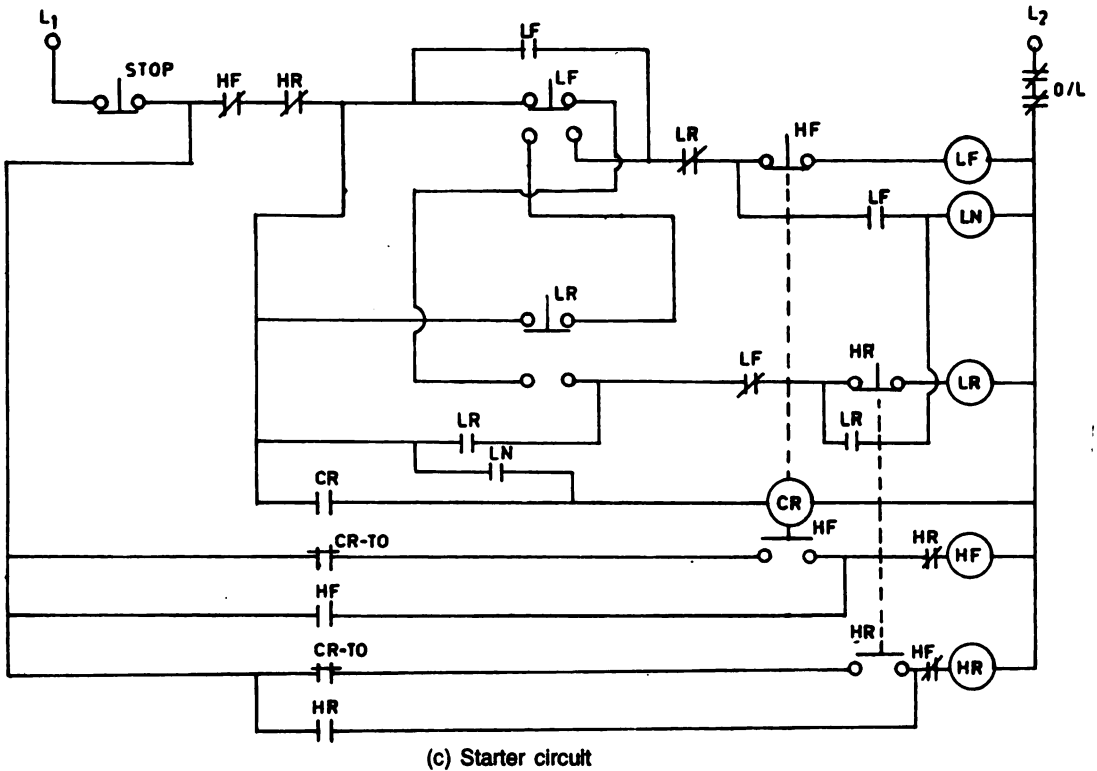 L1
L2
STOP
HF
HR
LF
LF
O/L
LR
HF
LF
LF
LN
LR
LF
HR
LR
LR
LR
LN
CR
CR
HF
CR-TO
HR
HF
HF
HR
CR-TO
HF
HR
HR
(c) Starter circuit